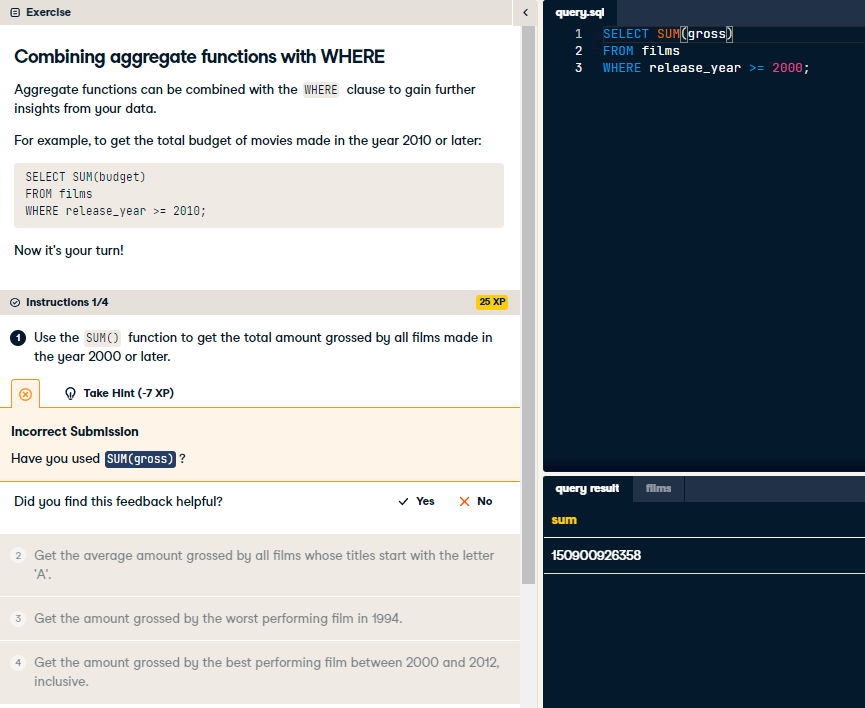 Exercise
Combining aggregate functions with WHERE
Aggregate functions can be combined with the WHERE clause to gain further
insights from your data.
For example, to get the total budget of movies made in the year 2010 or later:
SELECT SUM(budget)
FROM films
WHERE release_year >= 2010;
Now it's your turn!
Instructions 1/4
25 XP
1 Use the SUM() function to get the total amount grossed by all films made in
the year 2000 or later.
Take Hint (-7 XP)
Incorrect Submission
Have you used SUM(gross) ?
Did you find this feedback helpful?
Yes
No
2 Get the average amount grossed by all films whose titles start with the letter
'A'.
3 Get the amount grossed by the worst performing film in 1994.
4 Get the amount grossed by the best performing film between 2000 and 2012,
inclusive.
query.sql
1 SELECT SUM(gross)
2 FROM films
3 WHERE release_year >= 2000;
query result
films
sum
150900926358